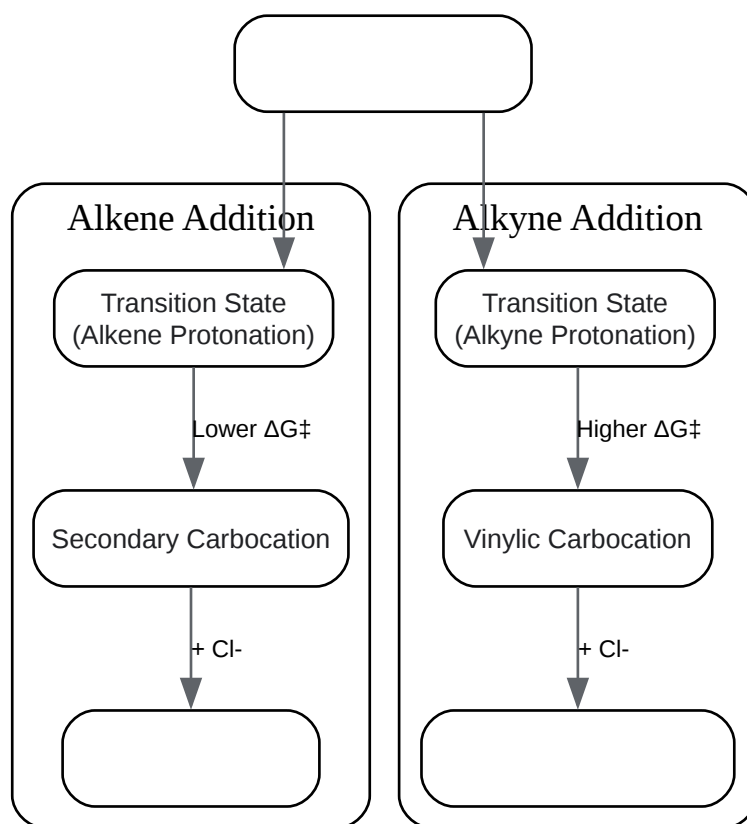 Alkene Addition
Transition State
(Alkene Protonation)
Lower ΔG‡
Secondary Carbocation
+ Cl-
Alkyne Addition
Transition State
(Alkyne Protonation)
Higher ΔG‡
Vinylic Carbocation
+ Cl-